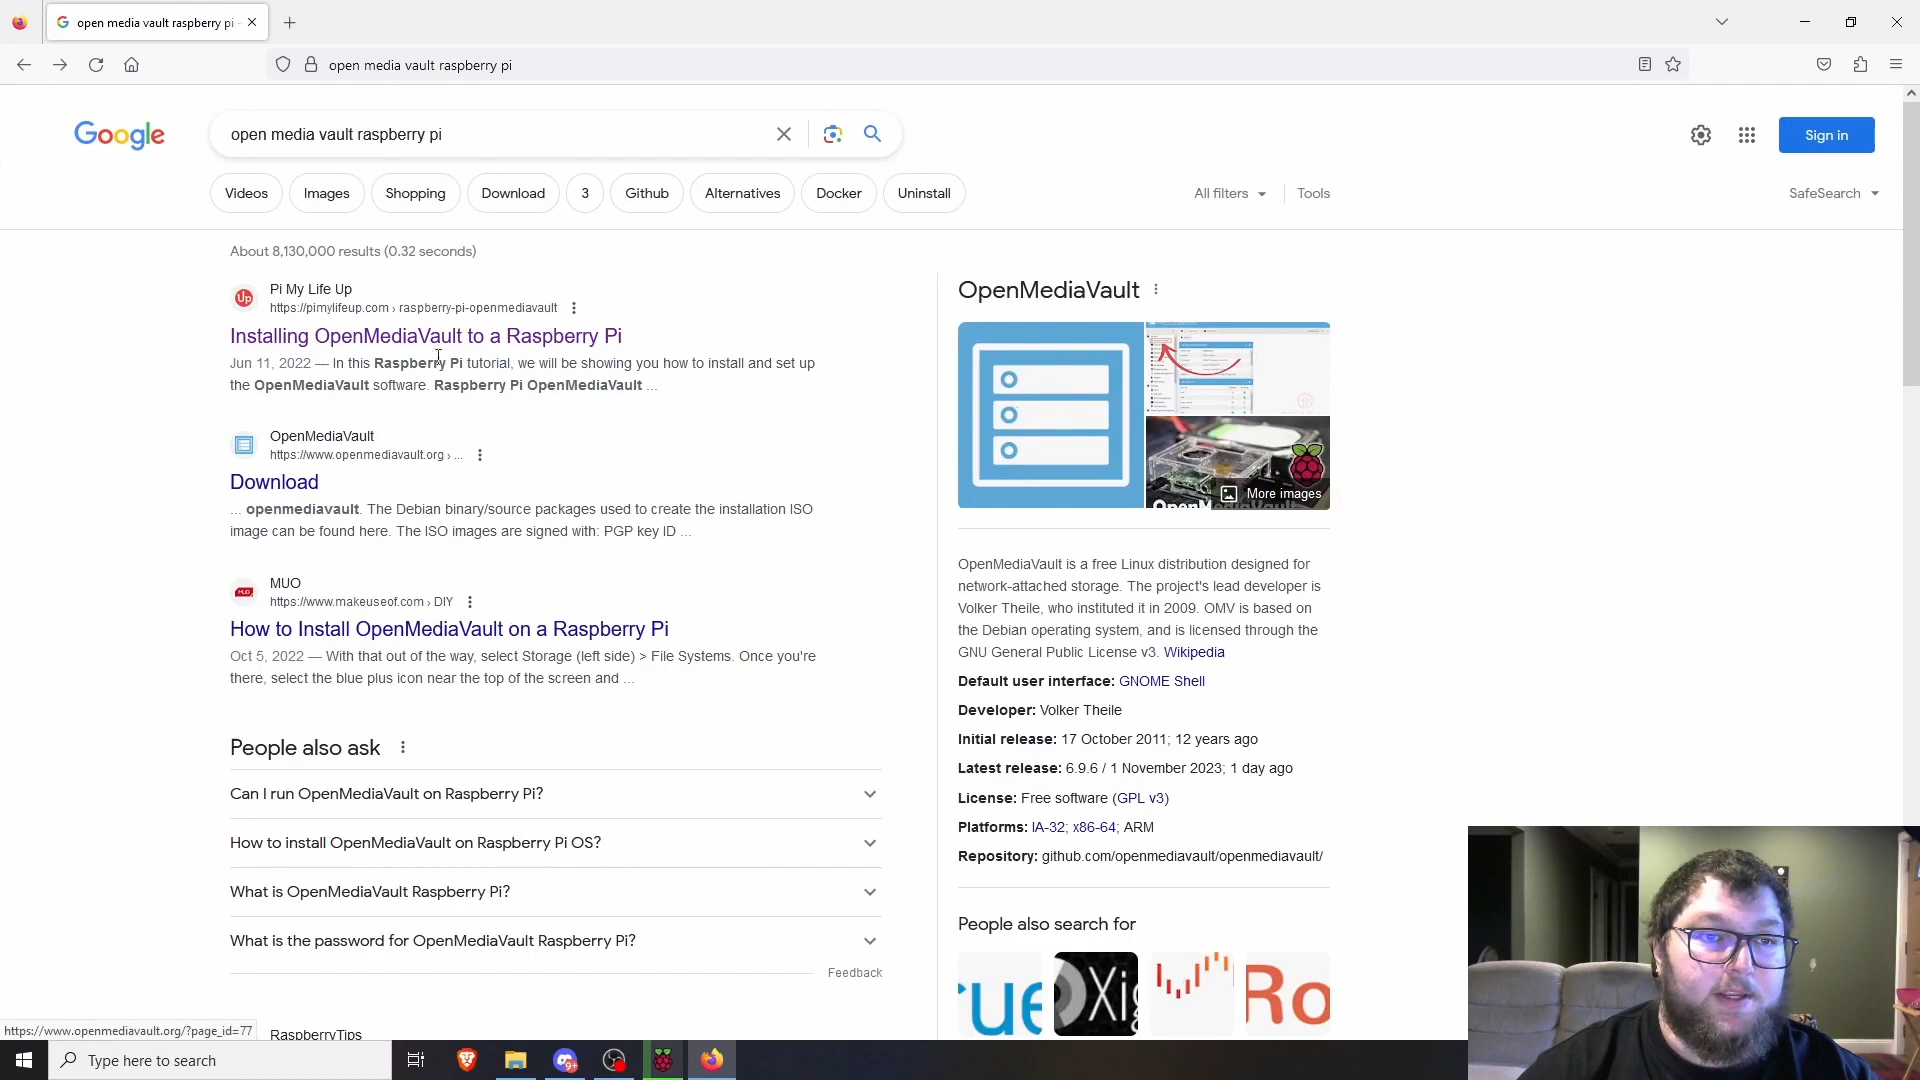 open media vault raspberry pi -
open media vault raspberry pi
Google
open media vault raspberry pi
Sign in
Videos
Images
Shopping
Download
3
Github
Alternatives
Docker
Uninstall
All filters
Tools
SafeSearch
About 8,130,000 results (0.32 seconds)
Up
Pi My Life Up
https://pimylifeup.com › raspberry-pi-openmediavault
Installing OpenMediaVault to a Raspberry Pi
Jun 11, 2022 — In this Raspberry Pi tutorial, we will be showing you how to install and set up
the OpenMediaVault software. Raspberry Pi OpenMediaVault ...
OpenMediaVault
https://www.openmediavault.org › ...
Download
... openmediavault. The Debian binary/source packages used to create the installation ISO
image can be found here. The ISO images are signed with: PGP key ID ...
MUO
MUO
https://www.makeuseof.com › DIY
How to Install OpenMediaVault on a Raspberry Pi
Oct 5, 2022 — With that out of the way, select Storage (left side) > File Systems. Once you're
there, select the blue plus icon near the top of the screen and ...
People also ask
Can I run OpenMediaVault on Raspberry Pi?
How to install OpenMediaVault on Raspberry Pi OS?
What is OpenMediaVault Raspberry Pi?
What is the password for OpenMediaVault Raspberry Pi?
Feedback
RaspberryTips
OpenMediaVault
More images
OpenMediaVault is a free Linux distribution designed for
network-attached storage. The project's lead developer is
Volker Theile, who instituted it in 2009. OMV is based on
the Debian operating system, and is licensed through the
GNU General Public License v3. Wikipedia
Default user interface: GNOME Shell
Developer: Volker Theile
Initial release: 17 October 2011; 12 years ago
Latest release: 6.9.6 / 1 November 2023; 1 day ago
License: Free software (GPL v3)
Platforms: IA-32; x86-64; ARM
Repository: github.com/openmediavault/openmediavault/
People also search for
ue
Xi
Ro
https://www.openmediavault.org/?page_id=77
Type here to search
9+